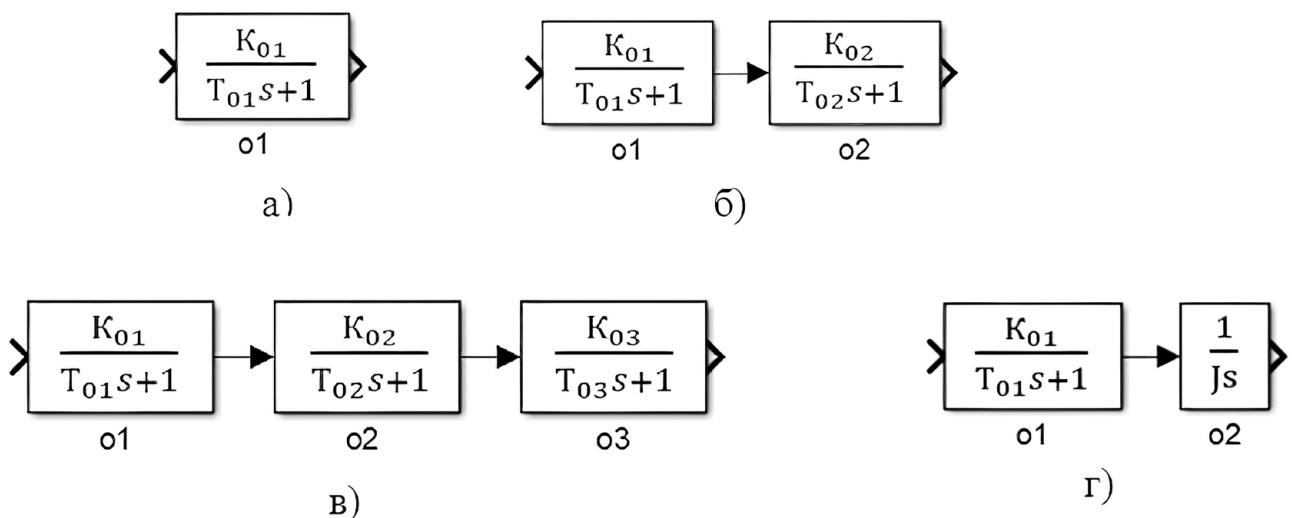 K₀₁ K₀₁ K₀₂
T₀₁s+1 T₀₁s+1 T₀₂s+1
o1 o1 o2
а) б)
K₀₁ K₀₂ K₀₃ K₀₁ 1
T₀₁s+1 T₀₂s+1 T₀₃s+1 T₀₁s+1 Js
o1 o2 o3 o1 o2
в) г)